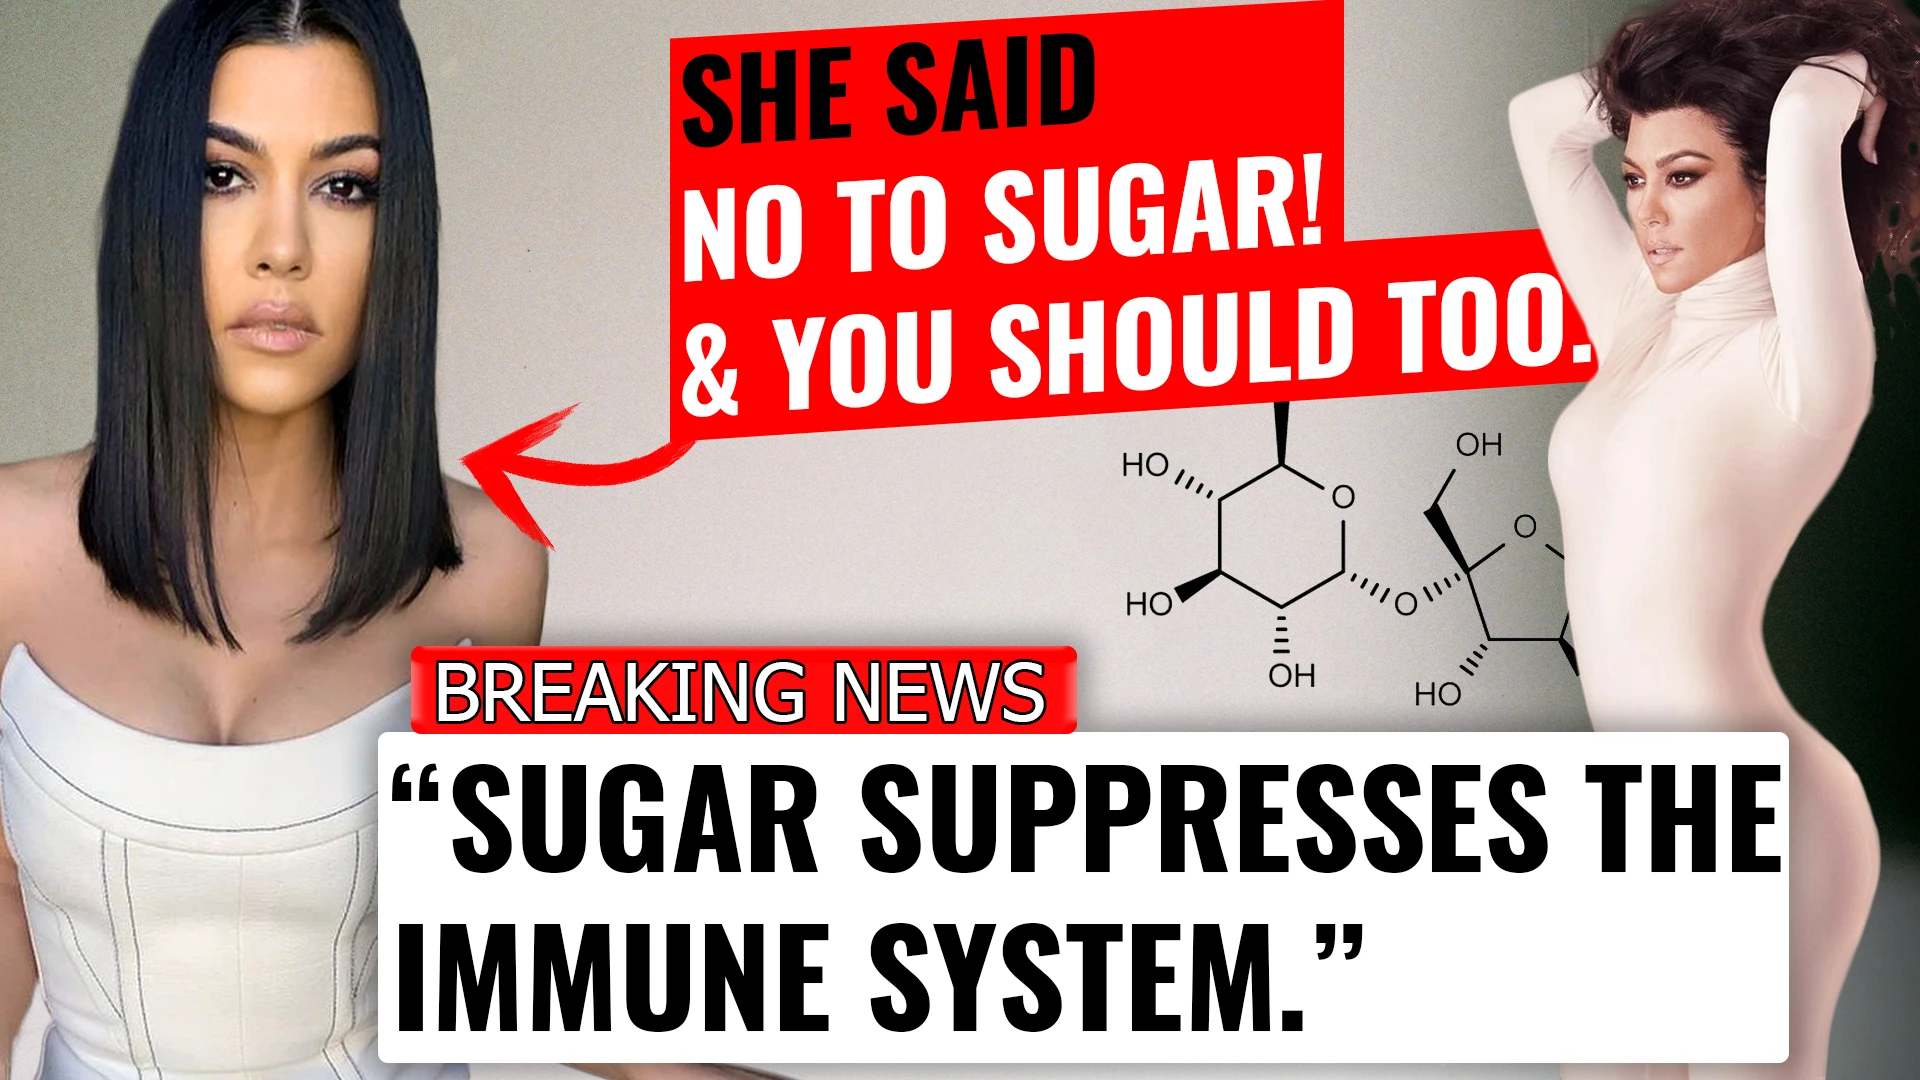 SHE SAID
NO TO SUGAR!
& YOU SHOULD TOO.
OH
HO
O
O
HO
O
OH
HO
BREAKING NEWS
“SUGAR SUPPRESSES THE
IMMUNE SYSTEM.”